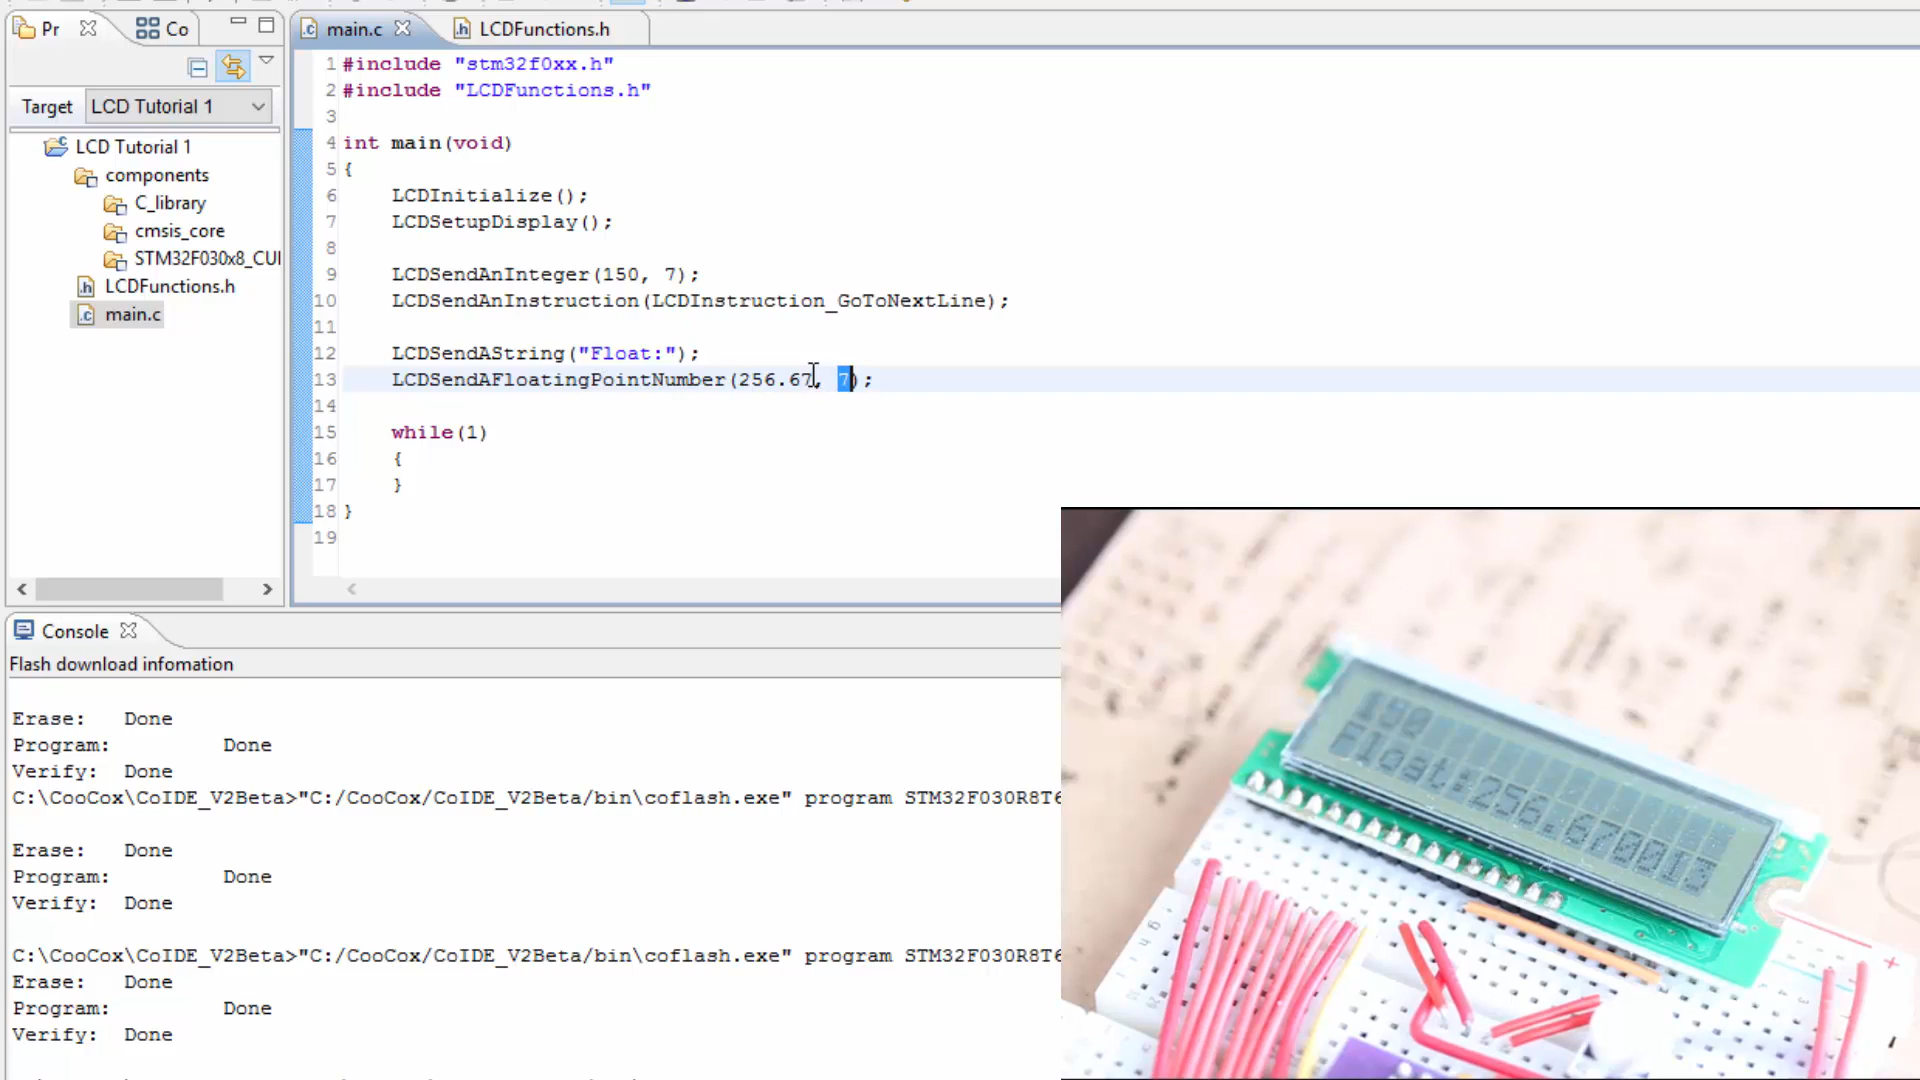 Pr
Co
main.c
LCDFunctions.h
Target
LCD Tutorial 1
LCD Tutorial 1
components
C_library
cmsis_core
STM32F030x8_CUI
LCDFunctions.h
main.c
1 #include "stm32f0xx.h"
2 #include "LCDFunctions.h"
3
4 int main(void)
5 {
6 LCDInitialize();
7 LCDSetupDisplay();
8
9 LCDSendAnInteger(150, 7);
10 LCDSendAnInstruction(LCDInstruction_GoToNextLine);
11
12 LCDSendAString("Float:");
13 LCDSendAFloatingPointNumber(256.67, 7);
14
15 while(1)
16 {
17 }
18 }
19
Console
Flash download infomation
Erase: Done
Program: Done
Verify: Done
C:\CooCox\CoIDE_V2Beta>"C:/CooCox/CoIDE_V2Beta/bin\coflash.exe" program STM32F030R8T6
Erase: Done
Program: Done
Verify: Done
C:\CooCox\CoIDE_V2Beta>"C:/CooCox/CoIDE_V2Beta/bin\coflash.exe" program STM32F030R8T6
Erase: Done
Program: Done
Verify: Done
150
Float:256.670017